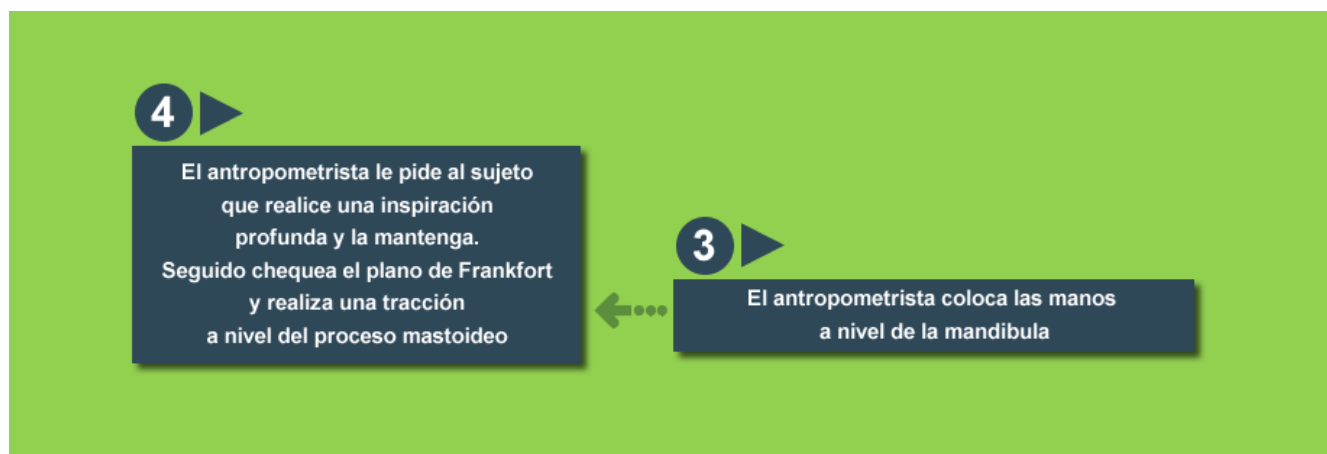 4
El antropometrista le pide al sujeto
que realice una inspiración
profunda y la mantenga.
Seguido chequea el plano de Frankfort
y realiza una tracción
a nivel del proceso mastoideo
3
El antropometrista coloca las manos
a nivel de la mandibula